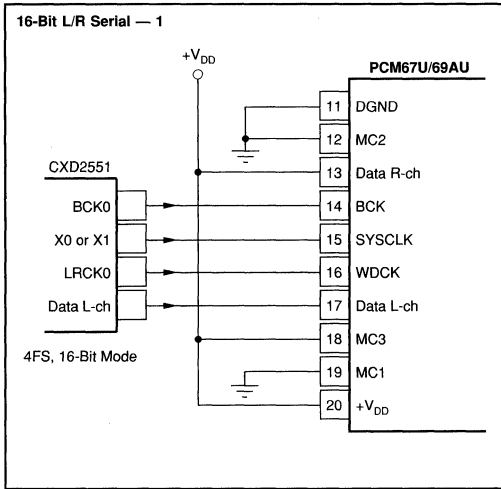 16-Bit L/R Serial — 1
+VDD
PCM67U/69AU
11 DGND
12 MC2
13 Data R-ch
CXD2551
BCK0 14 BCK
X0 or X1 15 SYSCLK
LRCK0 16 WDCK
Data L-ch 17 Data L-ch
4FS, 16-Bit Mode
18 MC3
19 MC1
20 +VDD